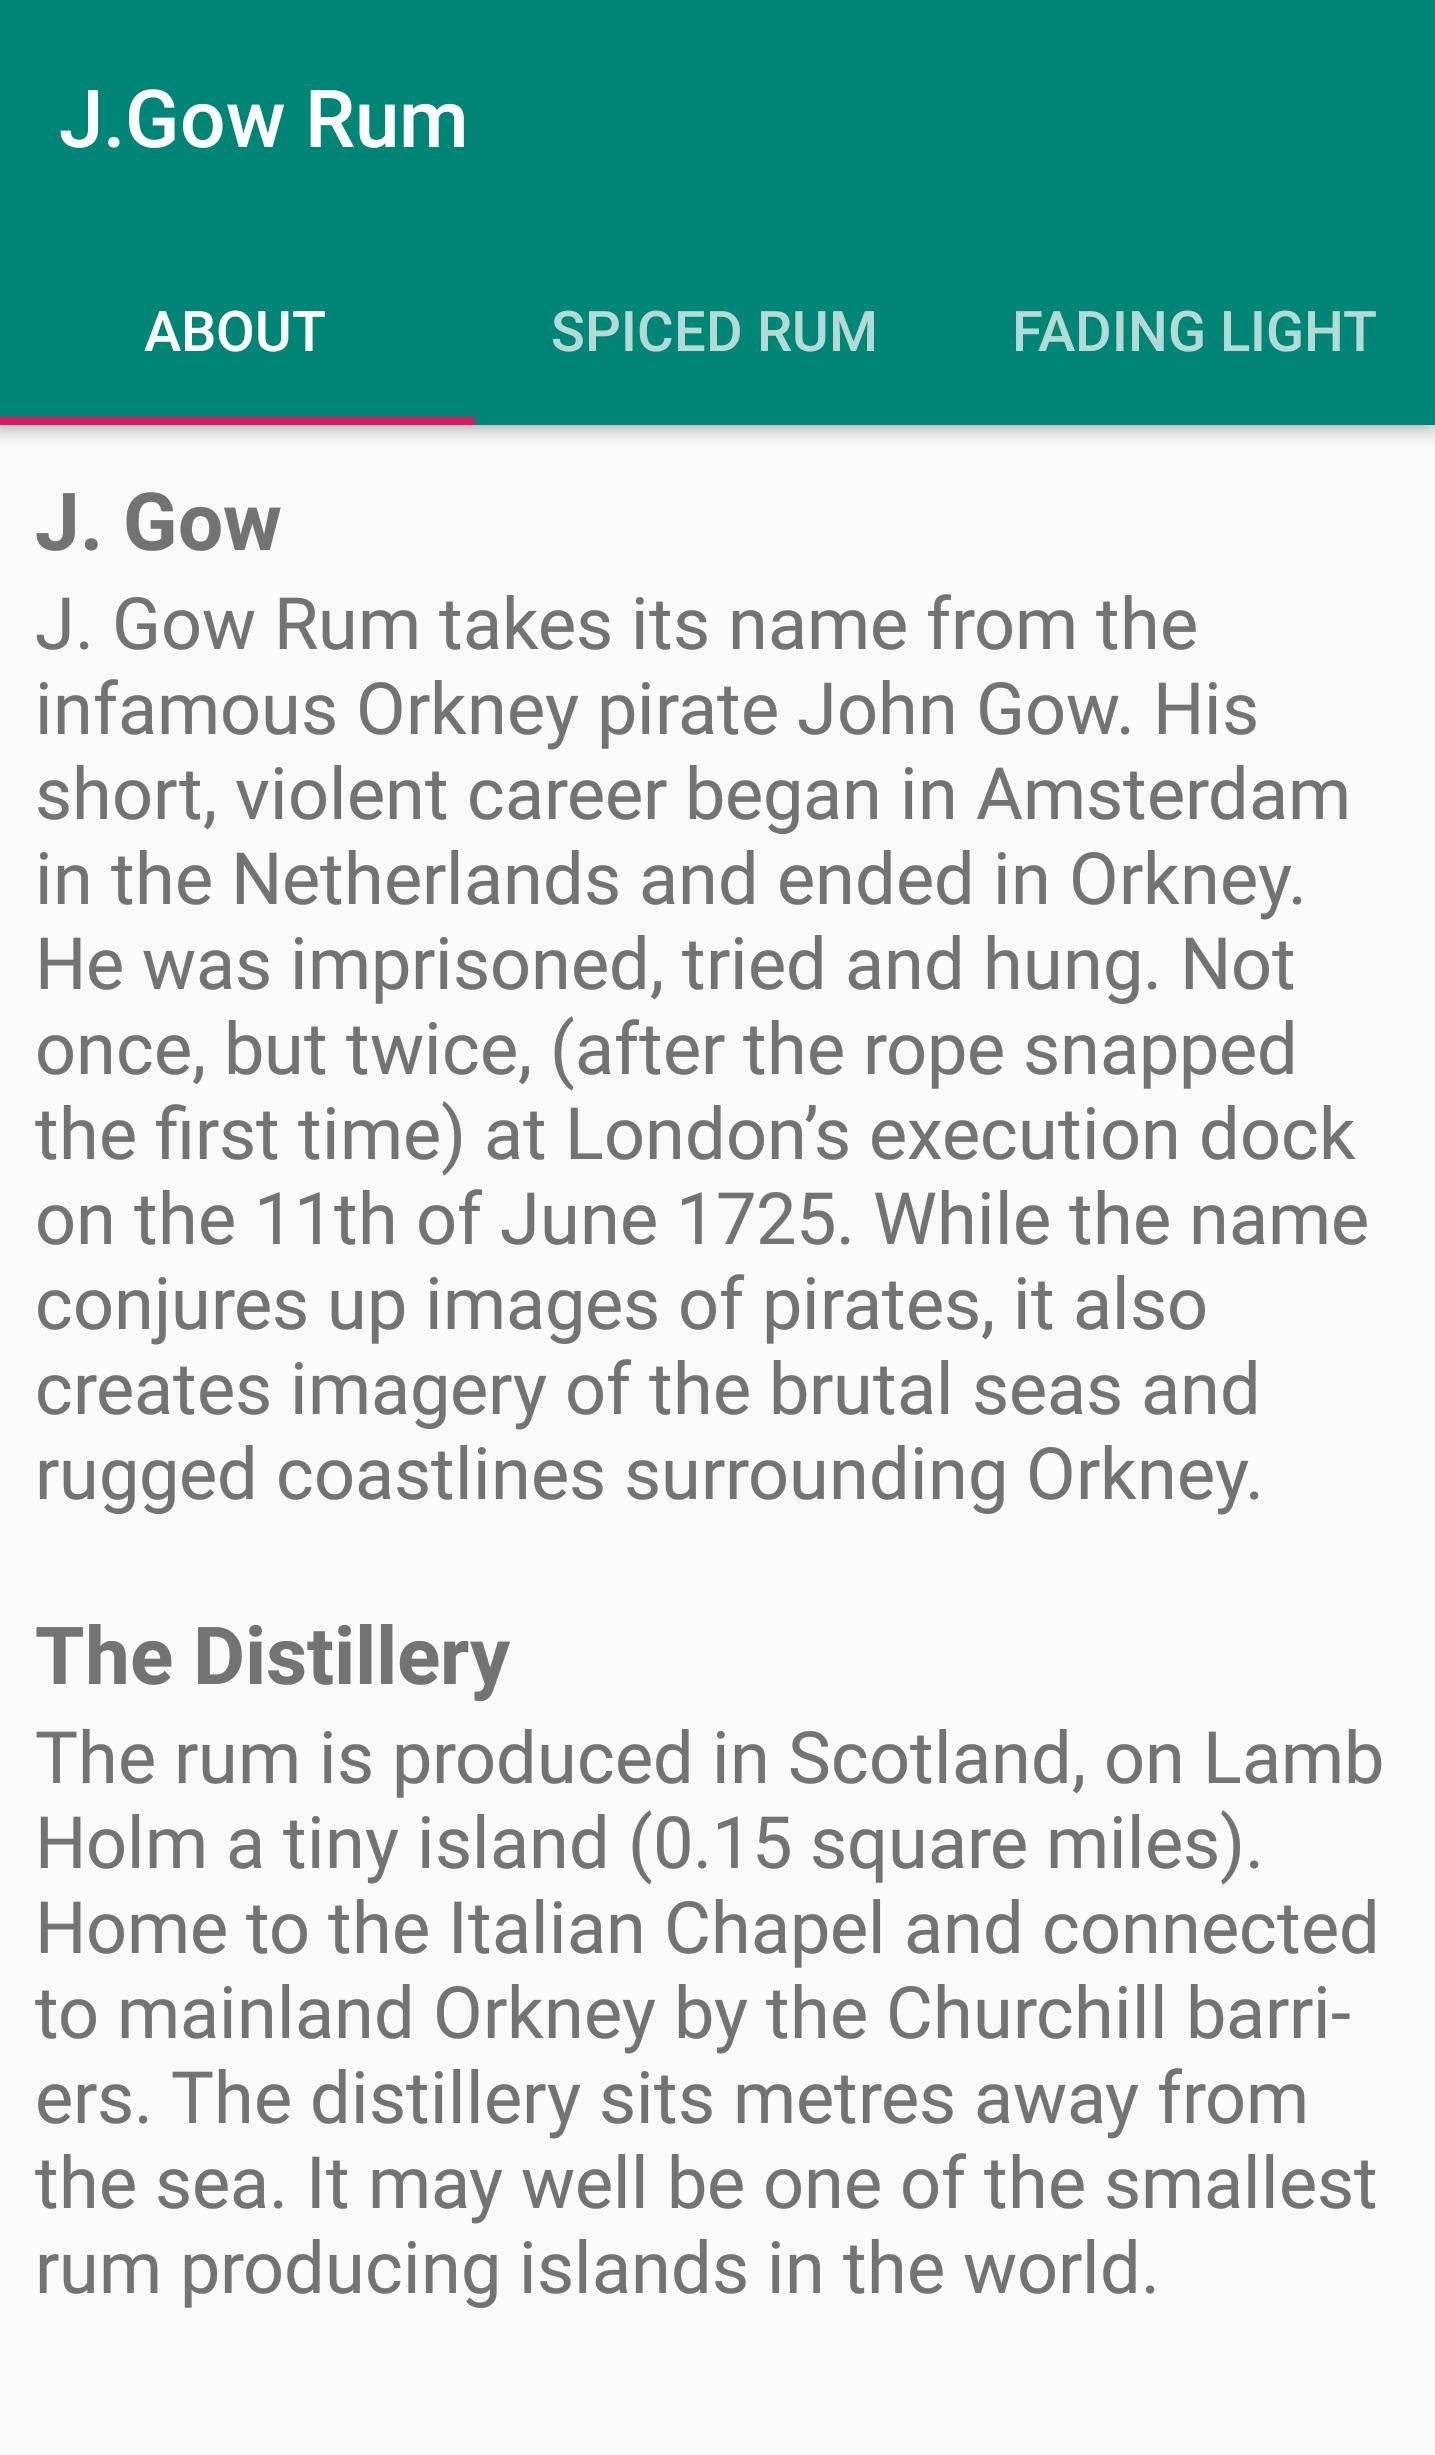 J.Gow Rum
ABOUT
SPICED RUM
FADING LIGHT
J. Gow
J. Gow Rum takes its name from the
infamous Orkney pirate John Gow. His
short, violent career began in Amsterdam
in the Netherlands and ended in Orkney.
He was imprisoned, tried and hung. Not
once, but twice, (after the rope snapped
the first time) at London’s execution dock
on the 11th of June 1725. While the name
conjures up images of pirates, it also
creates imagery of the brutal seas and
rugged coastlines surrounding Orkney.
The Distillery
The rum is produced in Scotland, on Lamb
Holm a tiny island (0.15 square miles).
Home to the Italian Chapel and connected
to mainland Orkney by the Churchill barri-
ers. The distillery sits metres away from
the sea. It may well be one of the smallest
rum producing islands in the world.